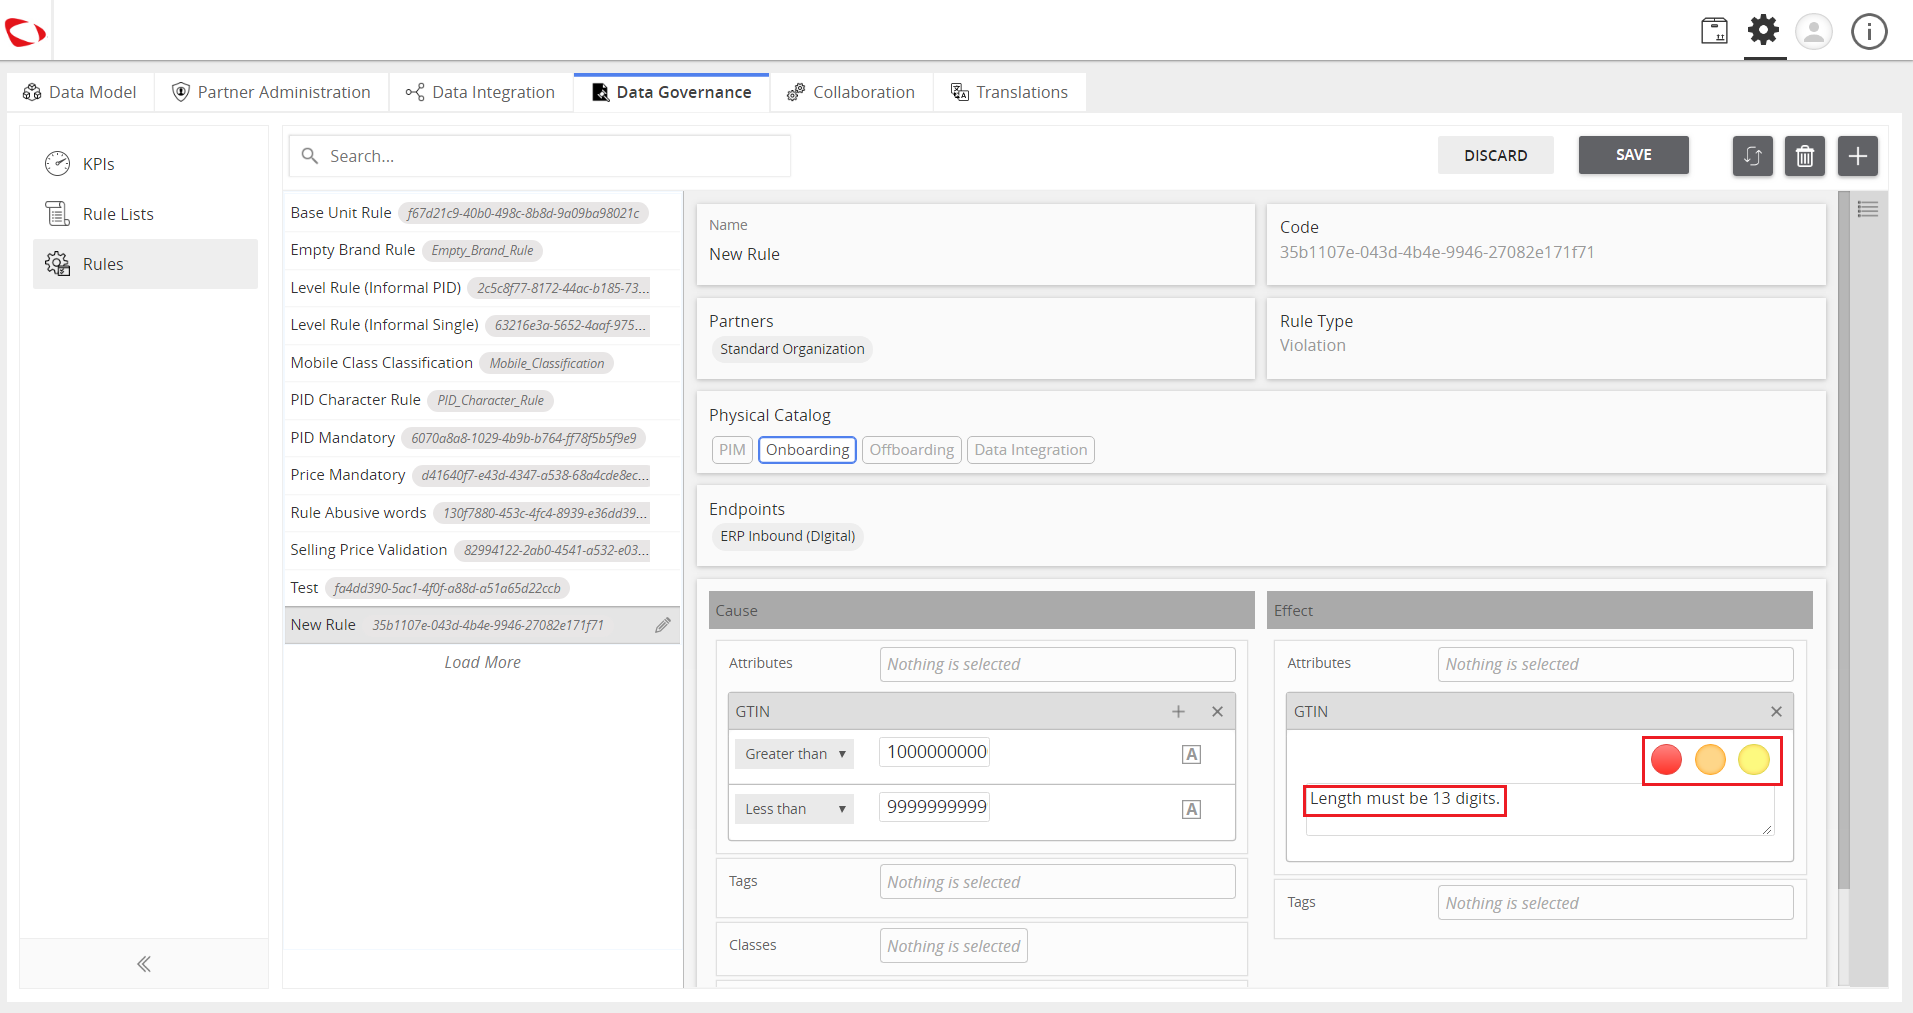 Data Model
Partner Administration
Data Integration
Data Governance
Collaboration
Translations
KPIs
Rule Lists
Rules
Search...
DISCARD
SAVE
Base Unit Rule f67d21c9-40b0-498c-8b8d-9a09ba98021c
Empty Brand Rule Empty_Brand_Rule
Level Rule (Informal PID) 2c5c8f77-8172-44ac-b185-73...
Level Rule (Informal Single) 63216e3a-5652-4aaf-975...
Mobile Class Classification Mobile_Classification
PID Character Rule PID_Character_Rule
PID Mandatory 6070a8a8-1029-4b9b-b764-ff78f5b5f9e9
Price Mandatory d41640f7-e43d-4347-a538-68a4cde8ec...
Rule Abusive words 130f7880-453c-4fc4-8939-e36dd39...
Selling Price Validation 82994122-2ab0-4541-a532-e03...
Test fa4dd390-5ac1-4f0f-a88d-a51a65d22ccb
New Rule 35b1107e-043d-4b4e-9946-27082e171f71
Load More
Name
New Rule
Code
35b1107e-043d-4b4e-9946-27082e171f71
Partners
Standard Organization
Rule Type
Violation
Physical Catalog
PIM Onboarding Offboarding Data Integration
Endpoints
ERP Inbound (DIgital)
Cause
Attributes Nothing is selected
GTIN
Greater than 1000000000 A
Less than 9999999999 A
Tags Nothing is selected
Classes Nothing is selected
Effect
Attributes Nothing is selected
GTIN
Length must be 13 digits.
Tags Nothing is selected